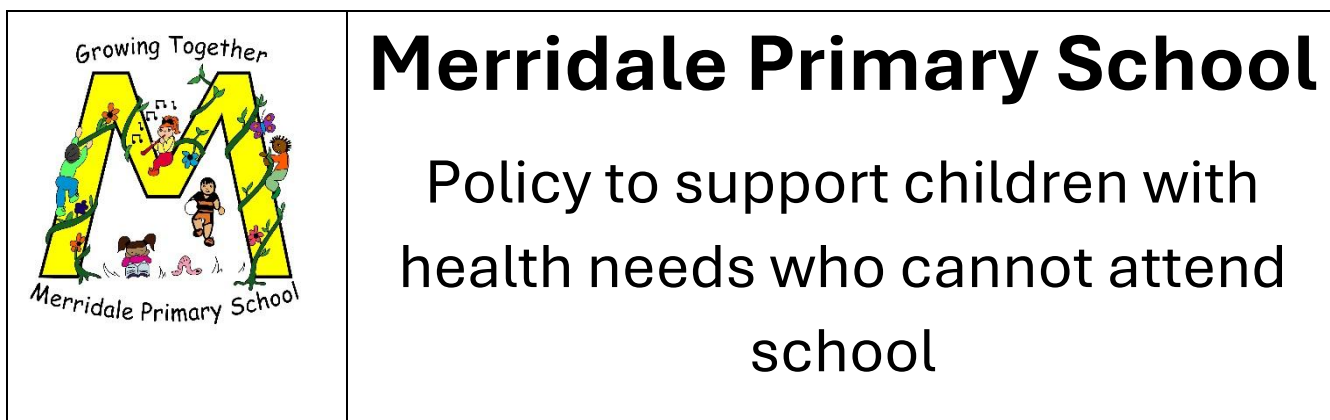 Growing Together
Merridale Primary School
Merridale Primary School
Policy to support children with
health needs who cannot attend
school